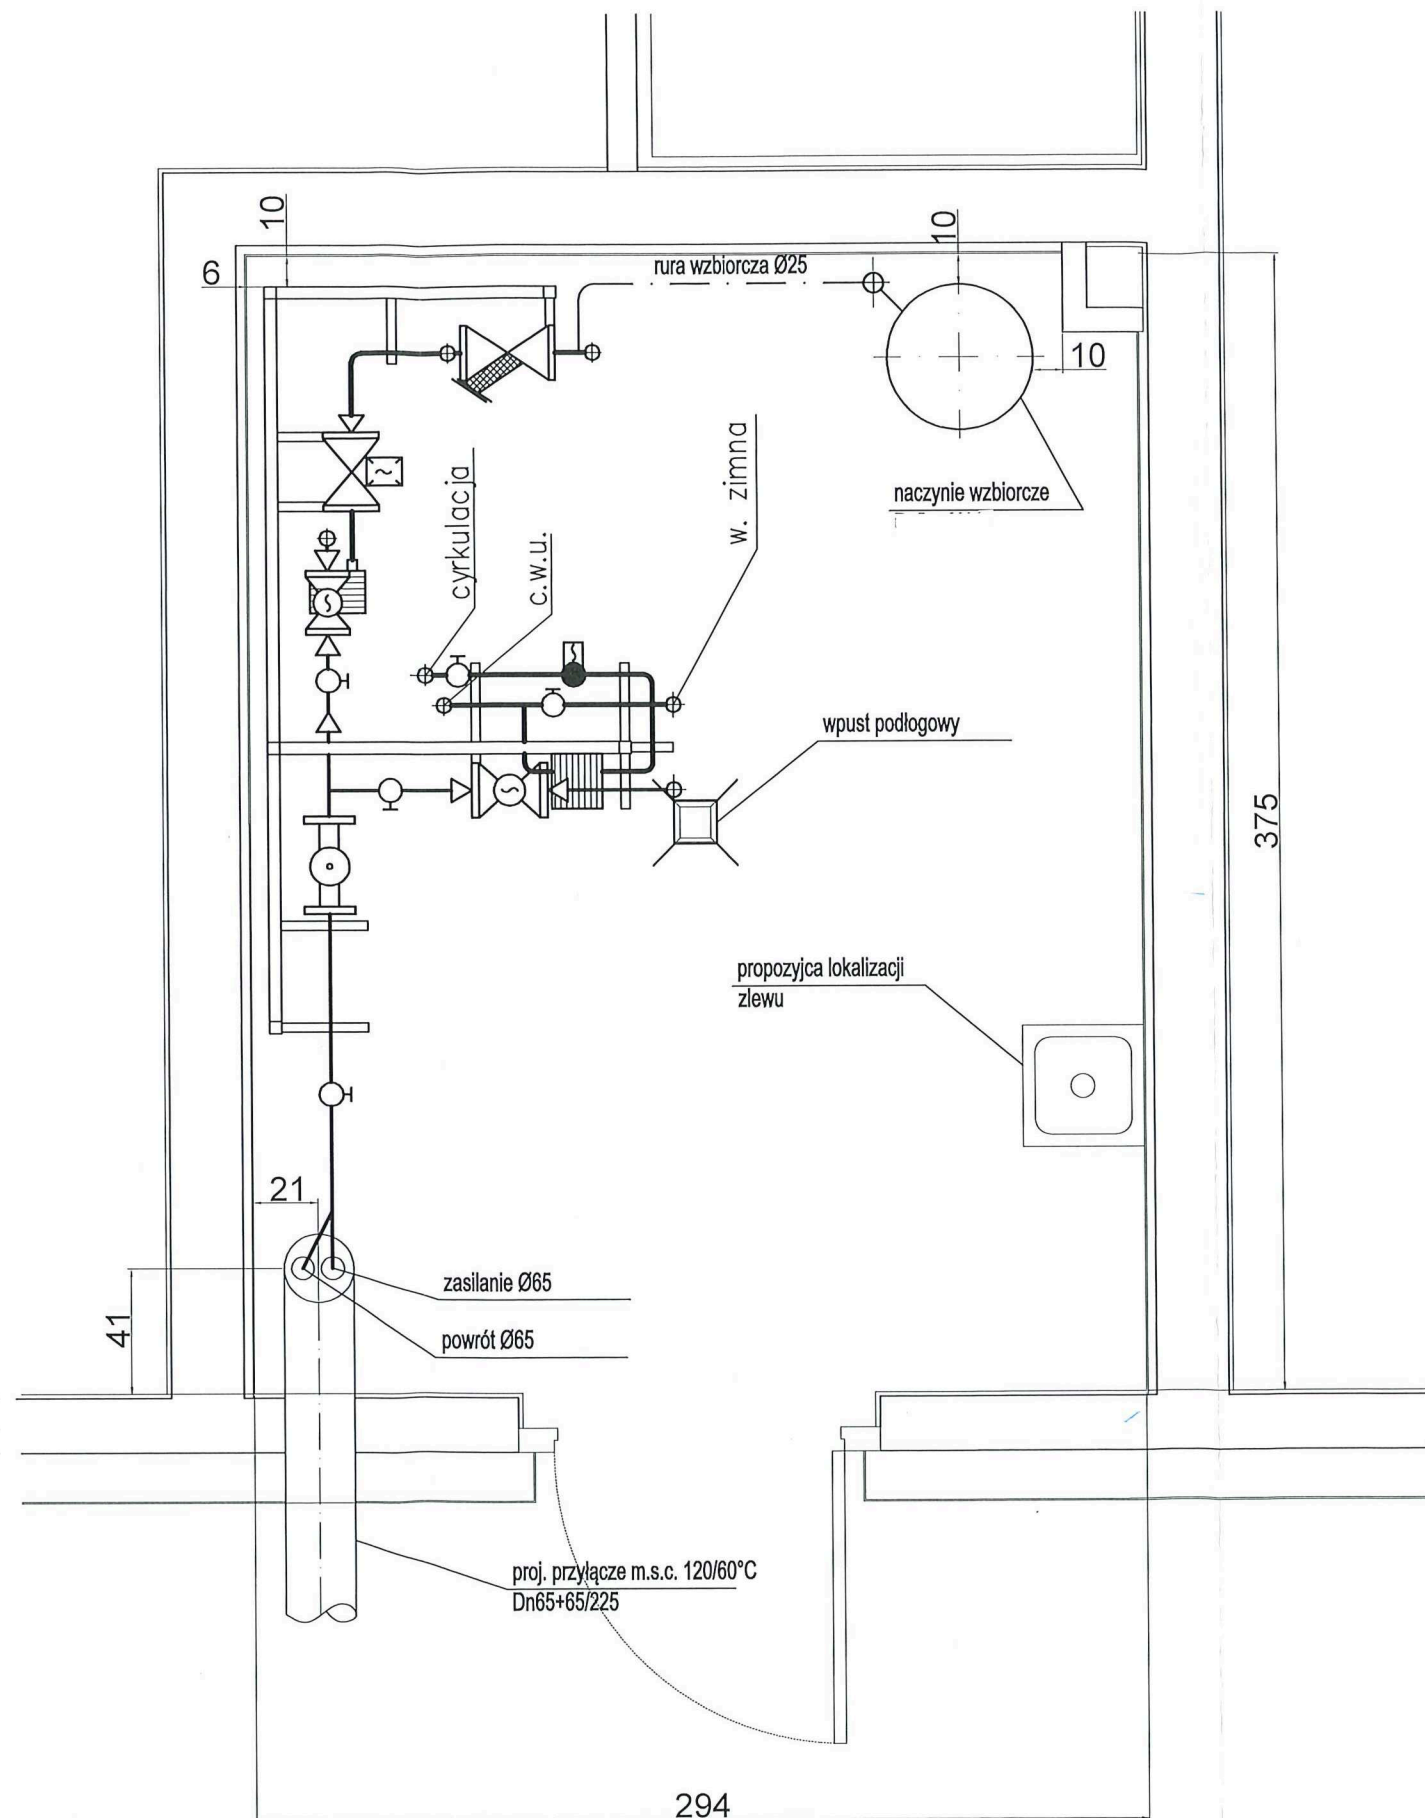 10
10
6
rura wzbiorcza Ø25
10
naczynie wzbiorcze
cyrkulacja
c.w.u.
w. zimna
wpust podłogowy
375
propozyjca lokalizacji
zlewu
21
zasilanie Ø65
powrót Ø65
41
proj. przyłącze m.s.c. 120/60°C
Dn65+65/225
294